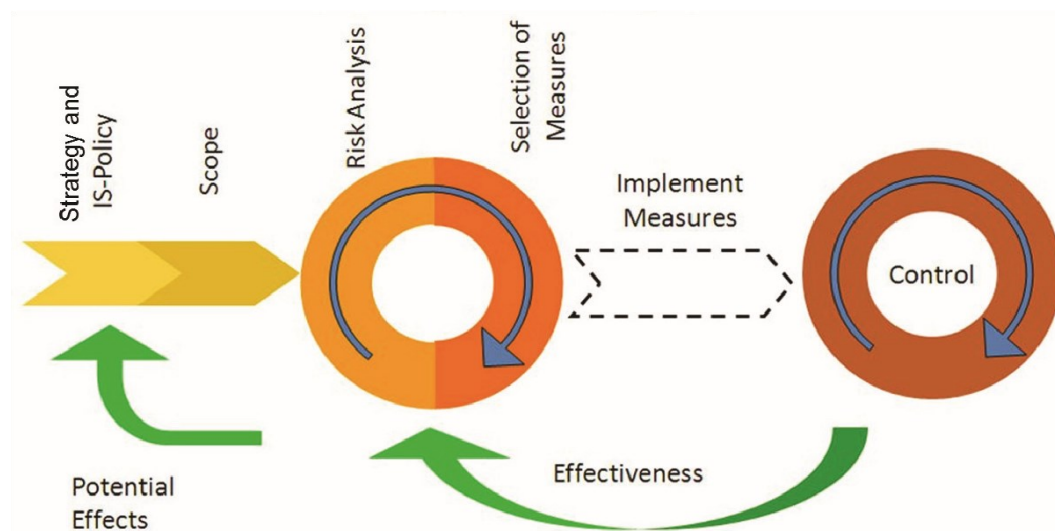 Strategy and
IS-Policy
Scope
Risk Analysis
Selection of
Measures
Implement
Measures
Control
Effectiveness
Potential
Effects